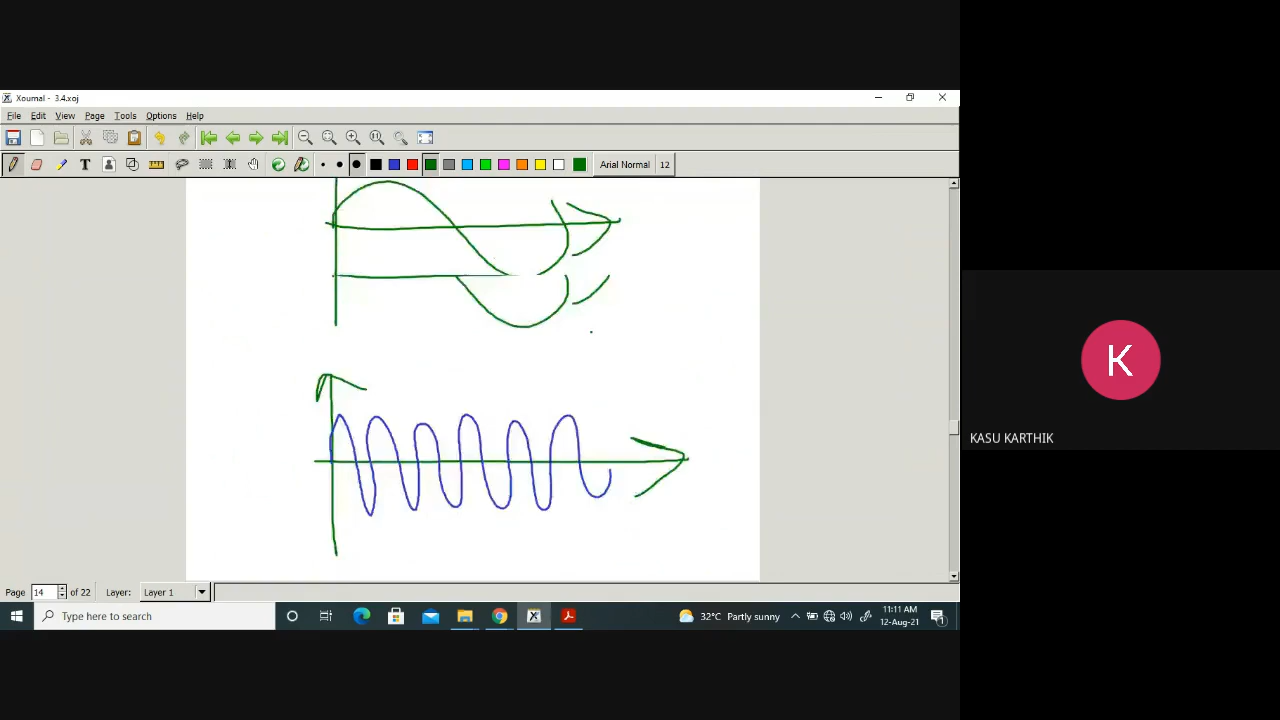 Xournal - 3.4.xoj
File Edit View Page Tools Options Help
T Arial Normal 12
K
KASU KARTHIK
Page 14 of 22 Layer: Layer 1
Type here to search
32°C Partly sunny
11:11 AM
12-Aug-21
1